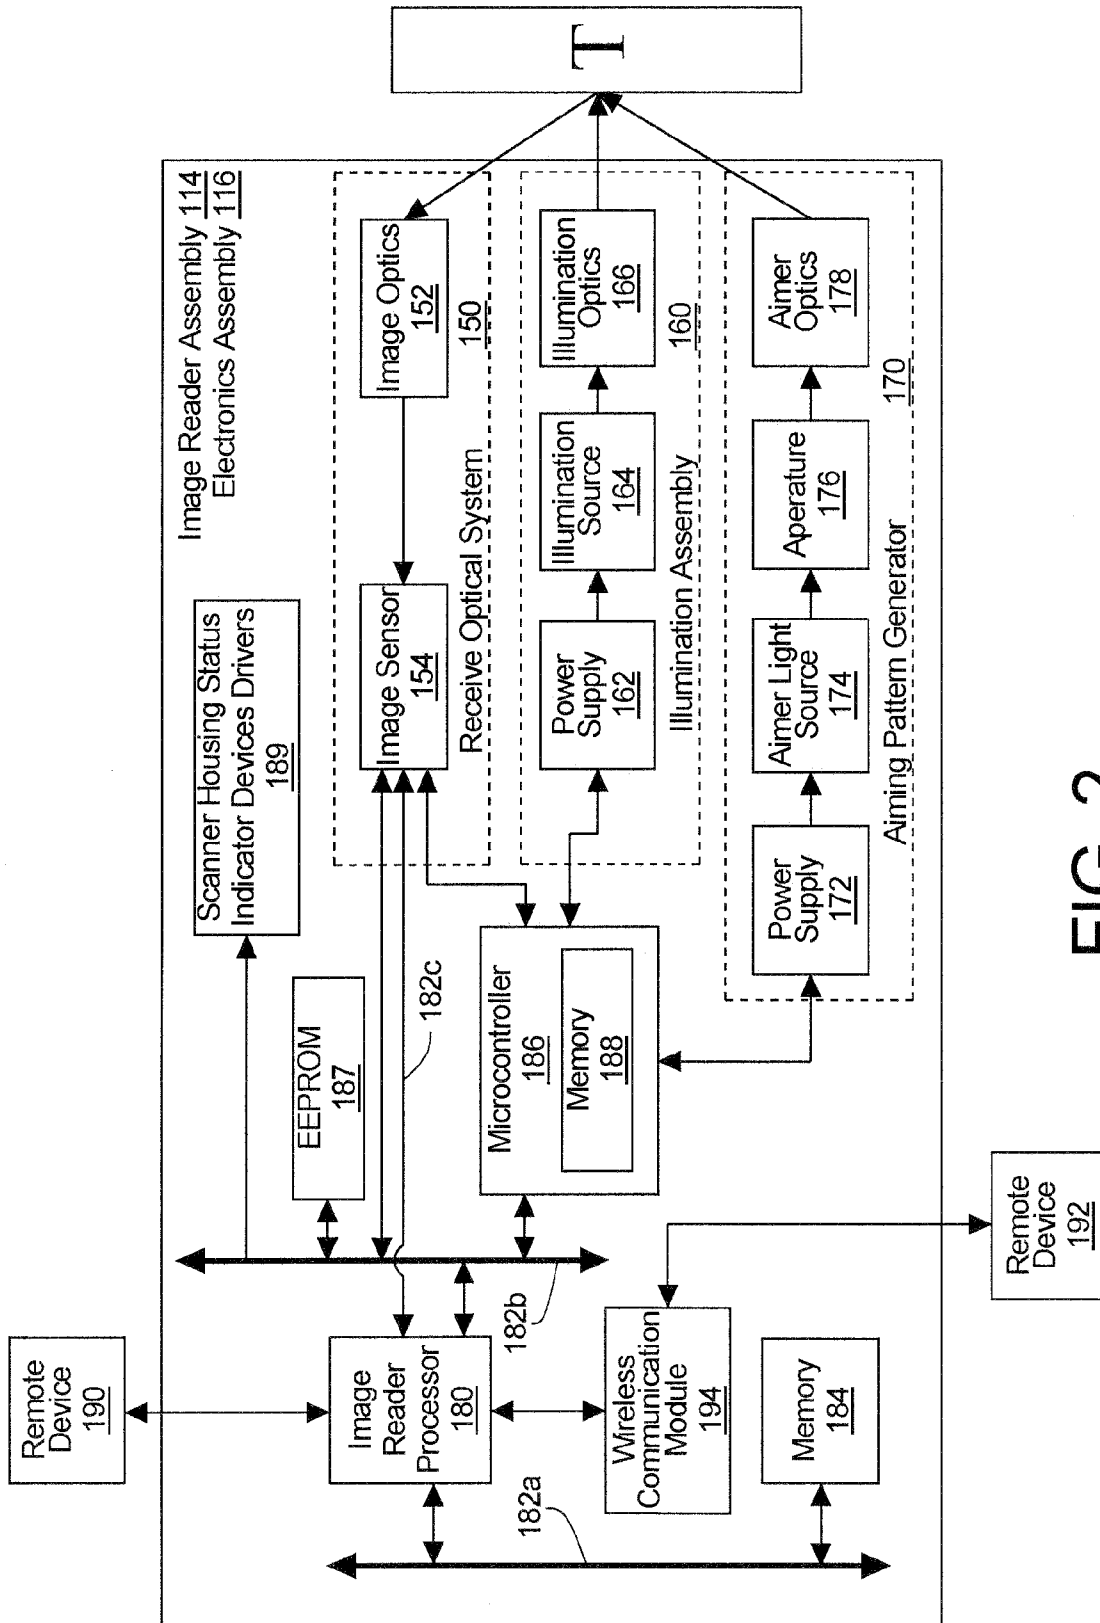 Image Reader Assembly 114
Electronics Assembly 116
Scanner Housing Status
Indicator Devices Drivers
189
EEPROM
187
182c
Remote
Device
190
Image
Reader
Processor
180
182b
182a
Wireless
Communication
Module
194
Memory
184
Remote
Device
192
Microcontroller
186
Memory
188
Image Sensor
154
Image Optics
152
150
Receive Optical System
Power
Supply
162
Illumination
Source
164
Illumination
Optics
166
160
Illumination Assembly
Power
Supply
172
Aimer Light
Source
174
Aperature
176
Aimer
Optics
178
170
Aiming Pattern Generator
T
FIG. 2